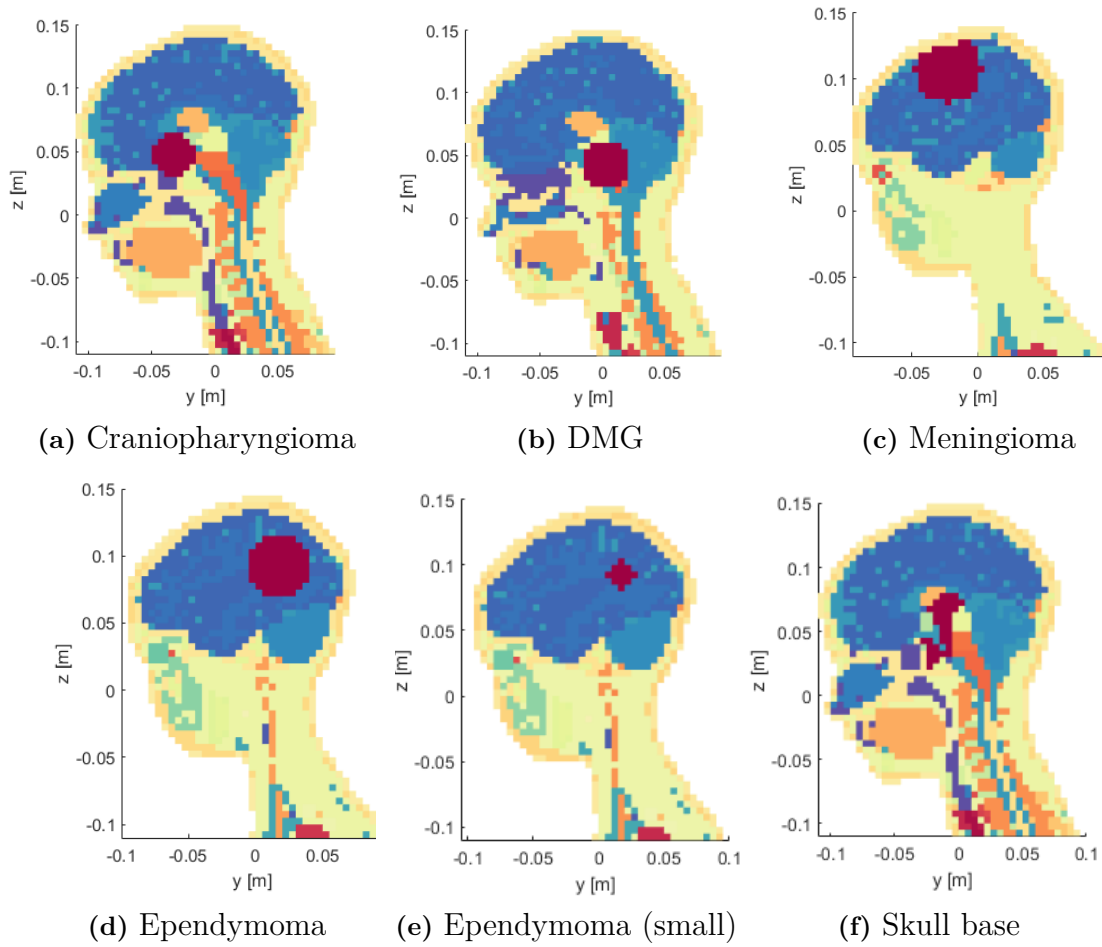 0.15
0.1
0.05
0
-0.05
-0.1
z [m]
-0.1 -0.05 0 0.05
y [m]
(a) Craniopharyngioma
0.15
0.1
0.05
0
-0.05
-0.1
z [m]
-0.1 -0.05 0 0.05
y [m]
(b) DMG
0.15
0.1
0.05
0
-0.05
-0.1
z [m]
-0.05 0 0.05
y [m]
(c) Meningioma
0.15
0.1
0.05
0
-0.05
-0.1
z [m]
-0.1 -0.05 0 0.05
y [m]
(d) Ependymoma
0.15
0.1
0.05
0
-0.05
-0.1
z [m]
-0.1 -0.05 0 0.05 0.1
y [m]
(e) Ependymoma (small)
0.15
0.1
0.05
0
-0.05
-0.1
z [m]
-0.1 -0.05 0 0.05 0.1
y [m]
(f) Skull base